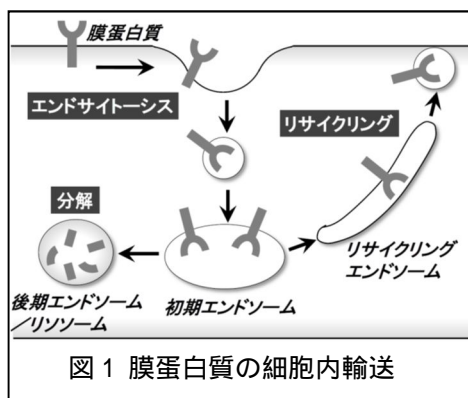 膜蛋白質
エンドサイトーシス
リサイクリング
分解
後期エンドソーム
／リソソーム
初期エンドソーム
リサイクリング
エンドソーム
図1 膜蛋白質の細胞内輸送